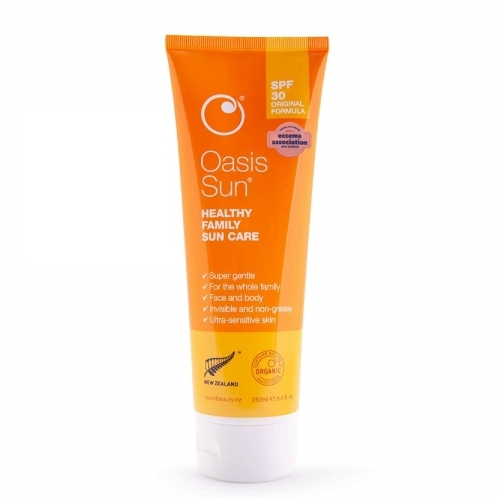 SPF
30
ORIGINAL
FORMULA
eczema
association
Oasis
Sun®
HEALTHY
FAMILY
SUN CARE
✓ Super gentle
✓ For the whole family
✓ Face and body
✓ Invisible and non-greasy
✓ Ultra-sensitive skin
NEW ZEALAND
ORGANIC
250ml